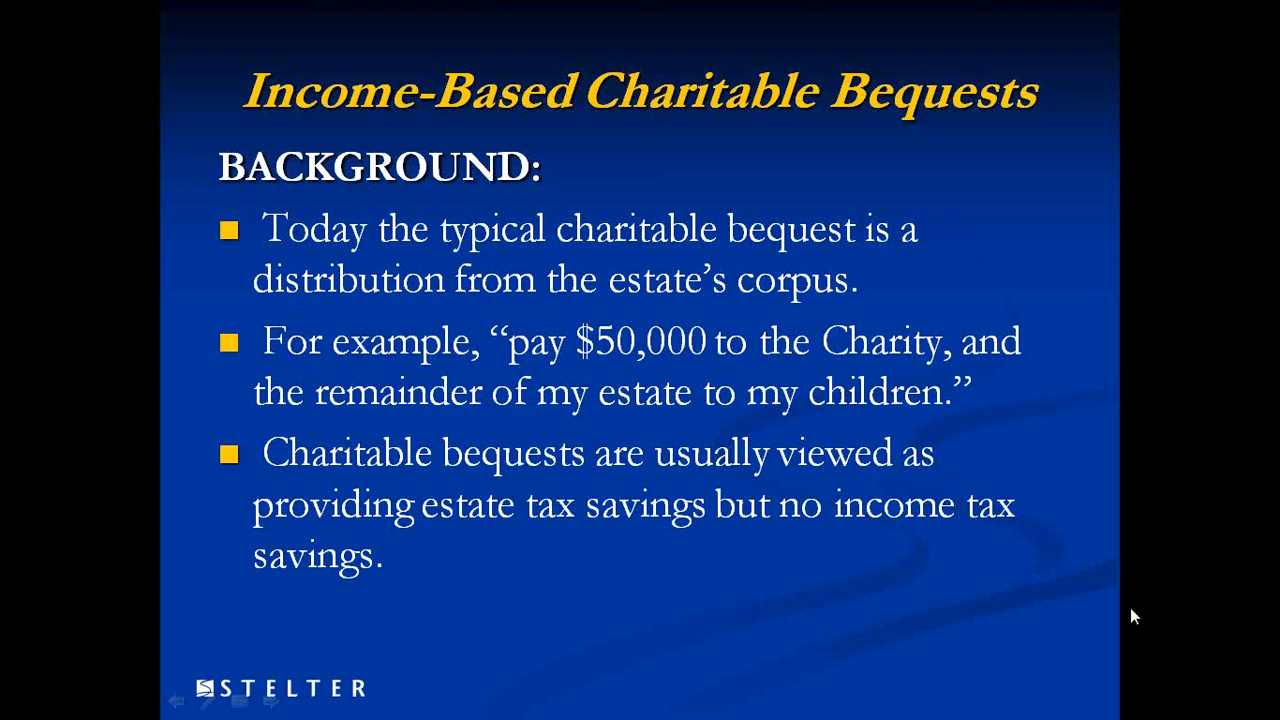 Income-Based Charitable Bequests
BACKGROUND:
Today the typical charitable bequest is a
distribution from the estate’s corpus.
For example, “pay $50,000 to the Charity, and
the remainder of my estate to my children.”
Charitable bequests are usually viewed as
providing estate tax savings but no income tax
savings.
STELTER